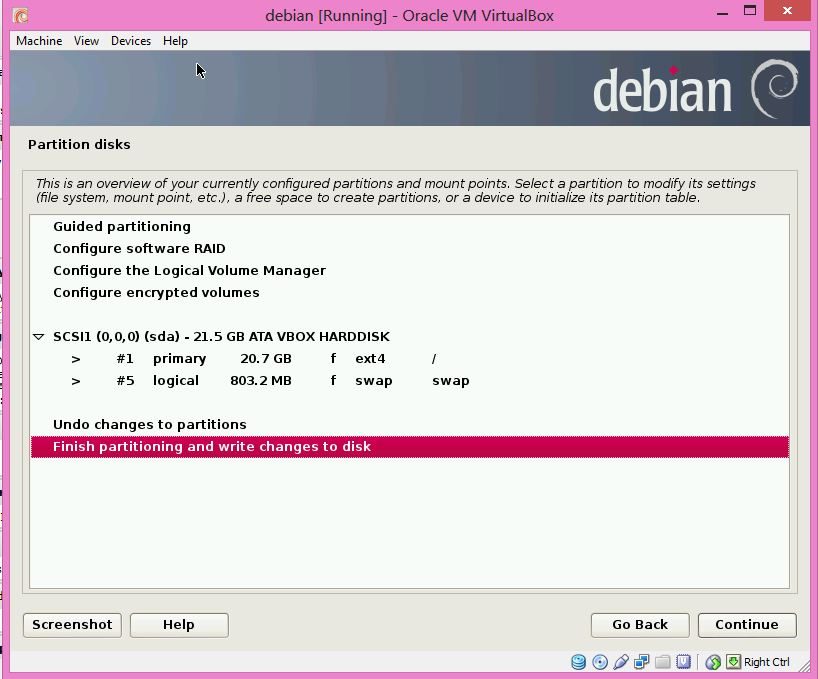 debian [Running] - Oracle VM VirtualBox
Machine View Devices Help
debian
Partition disks
This is an overview of your currently configured partitions and mount points. Select a partition to modify its settings
(file system, mount point, etc.), a free space to create partitions, or a device to initialize its partition table.
Guided partitioning
Configure software RAID
Configure the Logical Volume Manager
Configure encrypted volumes
SCSI1 (0,0,0) (sda) - 21.5 GB ATA VBOX HARDDISK
> #1 primary 20.7 GB f ext4 /
> #5 logical 803.2 MB f swap swap
Undo changes to partitions
Finish partitioning and write changes to disk
Screenshot Help Go Back Continue
Right Ctrl